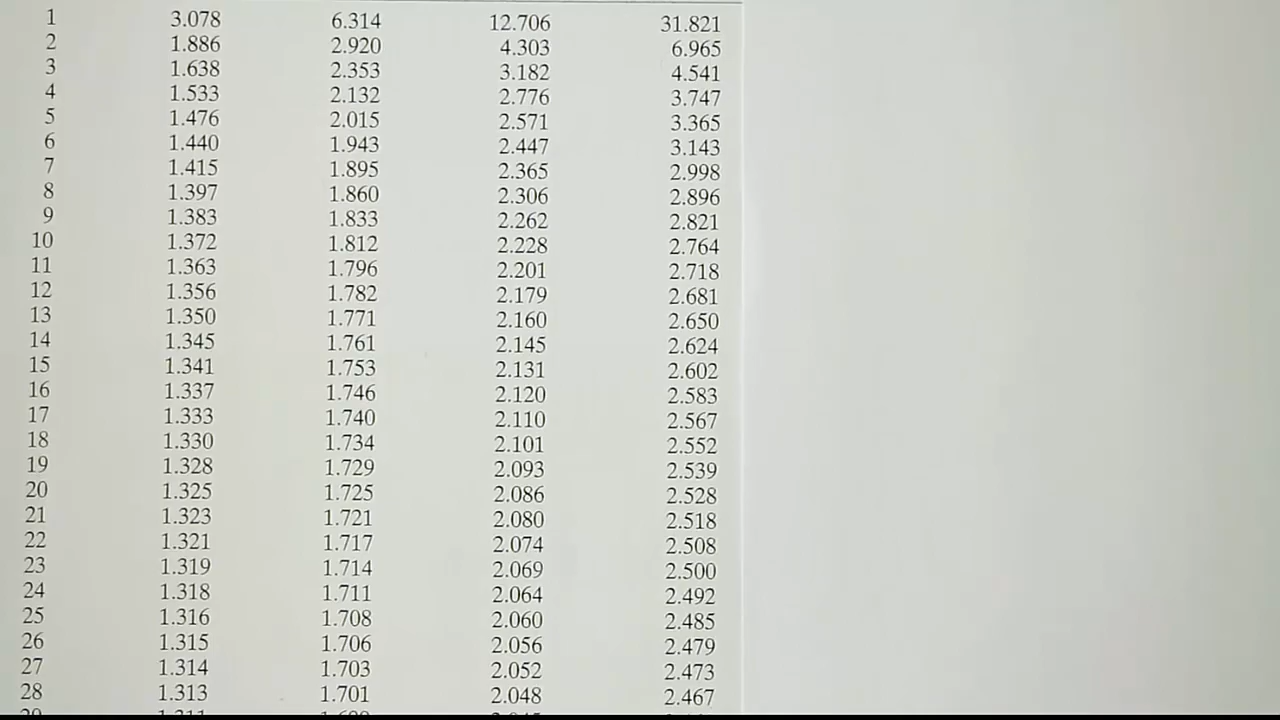 1 3.078 6.314 12.706 31.821
2 1.886 2.920 4.303 6.965
3 1.638 2.353 3.182 4.541
4 1.533 2.132 2.776 3.747
5 1.476 2.015 2.571 3.365
6 1.440 1.943 2.447 3.143
7 1.415 1.895 2.365 2.998
8 1.397 1.860 2.306 2.896
9 1.383 1.833 2.262 2.821
10 1.372 1.812 2.228 2.764
11 1.363 1.796 2.201 2.718
12 1.356 1.782 2.179 2.681
13 1.350 1.771 2.160 2.650
14 1.345 1.761 2.145 2.624
15 1.341 1.753 2.131 2.602
16 1.337 1.746 2.120 2.583
17 1.333 1.740 2.110 2.567
18 1.330 1.734 2.101 2.552
19 1.328 1.729 2.093 2.539
20 1.325 1.725 2.086 2.528
21 1.323 1.721 2.080 2.518
22 1.321 1.717 2.074 2.508
23 1.319 1.714 2.069 2.500
24 1.318 1.711 2.064 2.492
25 1.316 1.708 2.060 2.485
26 1.315 1.706 2.056 2.479
27 1.314 1.703 2.052 2.473
28 1.313 1.701 2.048 2.467